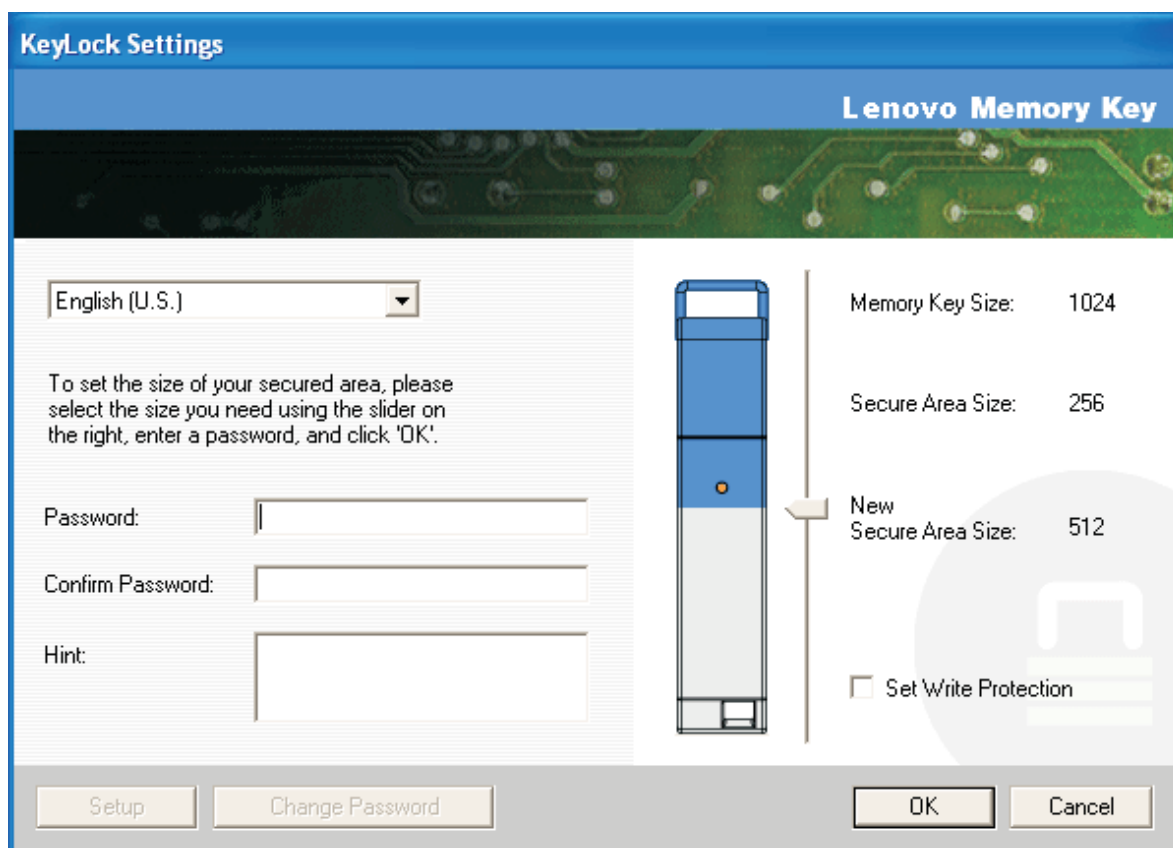 KeyLock Settings
Lenovo Memory Key
English (U.S.)
To set the size of your secured area, please
select the size you need using the slider on
the right, enter a password, and click 'OK'.
Password:
Confirm Password:
Hint:
Memory Key Size: 1024
Secure Area Size: 256
New
Secure Area Size: 512
Set Write Protection
Setup
Change Password
OK
Cancel